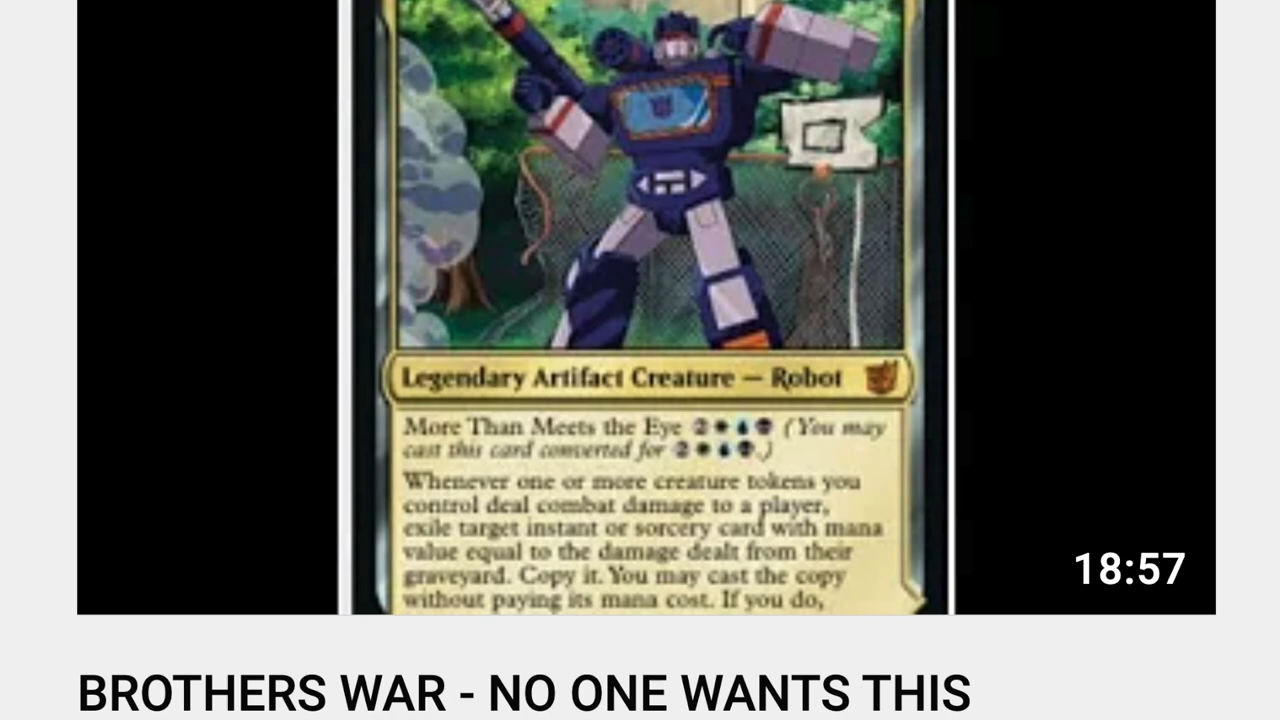 Legendary Artifact Creature — Robot
More Than Meets the Eye 2 (You may
cast this card converted for 2 .)
Whenever one or more creature tokens you
control deal combat damage to a player,
exile target instant or sorcery card with mana
value equal to the damage dealt from their
graveyard. Copy it. You may cast the copy
without paying its mana cost. If you do,
18:57
BROTHERS WAR - NO ONE WANTS THIS